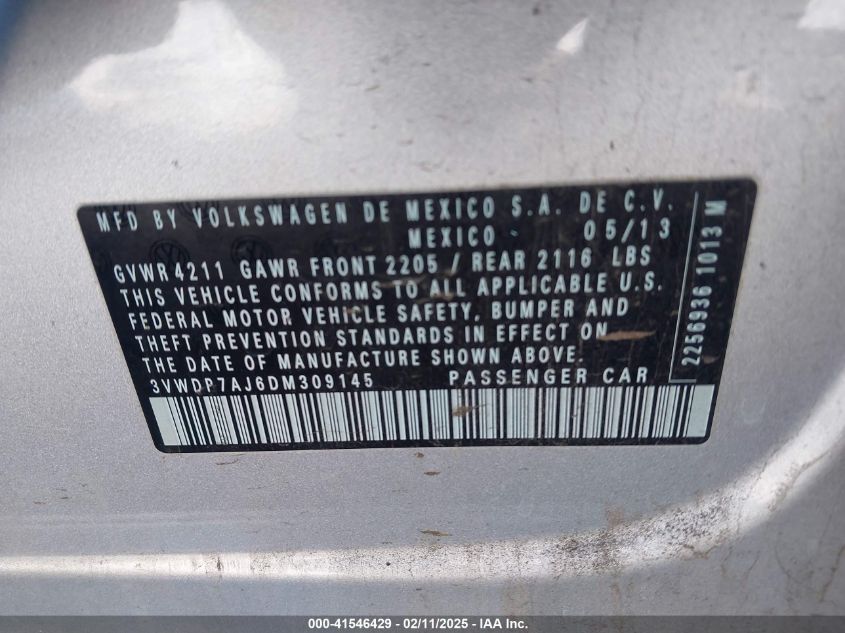 MFD BY VOLKSWAGEN DE MEXICO S.A. DE C.V.
MEXICO 05/13
GVWR 4211 GAWR FRONT 2205 / REAR 2116 LBS
THIS VEHICLE CONFORMS TO ALL APPLICABLE U.S.
FEDERAL MOTOR VEHICLE SAFETY, BUMPER AND
THEFT PREVENTION STANDARDS IN EFFECT ON
THE DATE OF MANUFACTURE SHOWN ABOVE.
3VWDP7AJ6DM309145 PASSENGER CAR
2256936 1013 M
000-41546429 - 02/11/2025 - IAAI Inc.